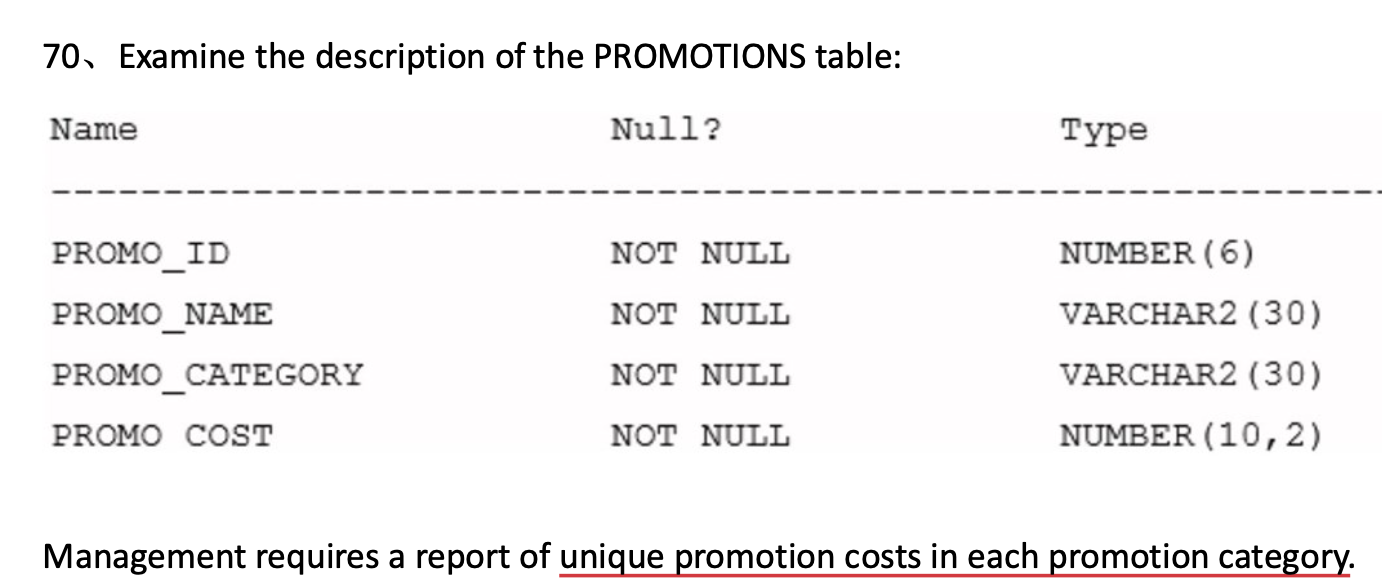 70、Examine the description of the PROMOTIONS table:
Name Null? Type
--------------------------------------------------------------------
PROMO_ID NOT NULL NUMBER(6)
PROMO_NAME NOT NULL VARCHAR2(30)
PROMO_CATEGORY NOT NULL VARCHAR2(30)
PROMO COST NOT NULL NUMBER(10,2)
Management requires a report of unique promotion costs in each promotion category.